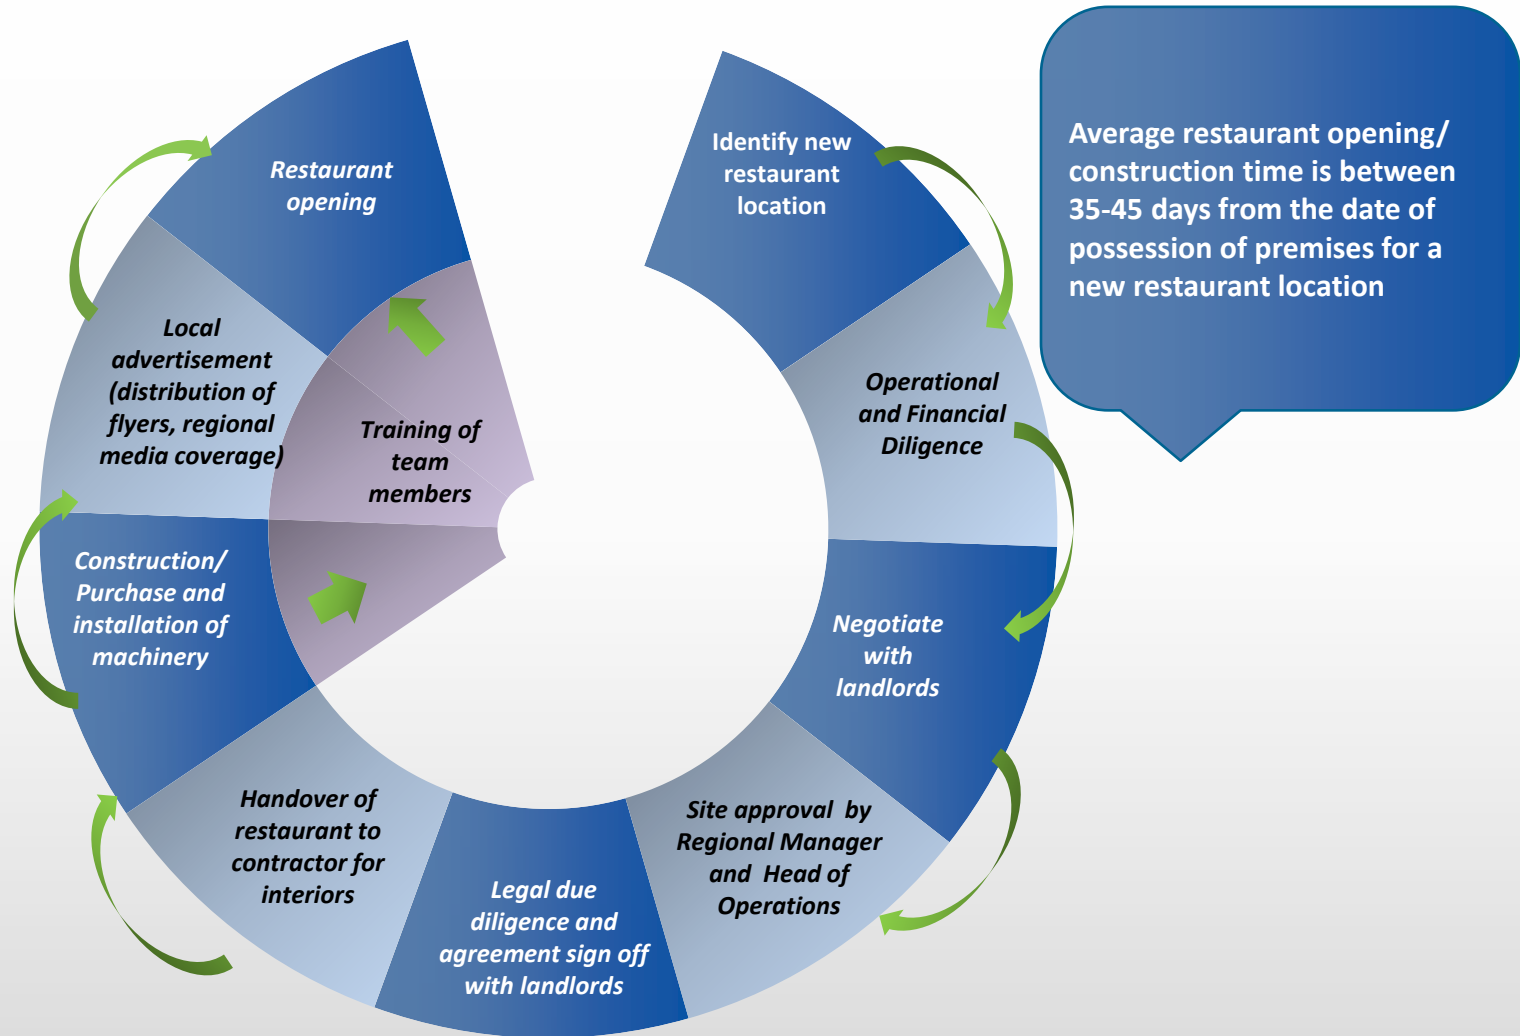 Identify new
restaurant
location
Operational
and Financial
Diligence
Negotiate
with
landlords
Site approval by
Regional Manager
and Head of
Operations
Legal due
diligence and
agreement sign off
with landlords
Handover of
restaurant to
contractor for
interiors
Construction/
Purchase and
installation of
machinery
Local
advertisement
(distribution of
flyers, regional
media coverage)
Training of
team
members
Restaurant
opening
Average restaurant opening/
construction time is between
35-45 days from the date of
possession of premises for a
new restaurant location